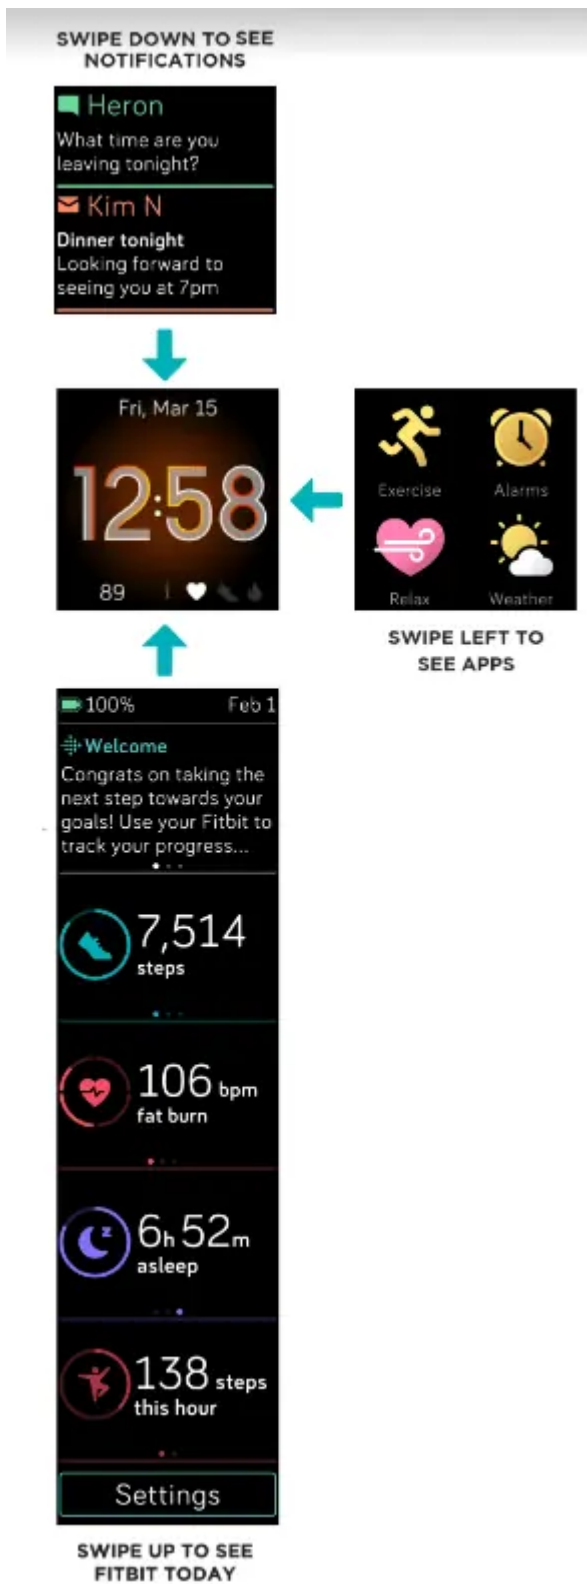 SWIPE DOWN TO SEE
NOTIFICATIONS
Heron
What time are you
leaving tonight?
Kim N
Dinner tonight
Looking forward to
seeing you at 7pm
Fri, Mar 15
12:58
89
Exercise
Alarms
Relax
Weather
SWIPE LEFT TO
SEE APPS
100% Feb 1
Welcome
Congrats on taking the
next step towards your
goals! Use your Fitbit to
track your progress...
7,514
steps
106 bpm
fat burn
6h 52m
asleep
138 steps
this hour
Settings
SWIPE UP TO SEE
FITBIT TODAY